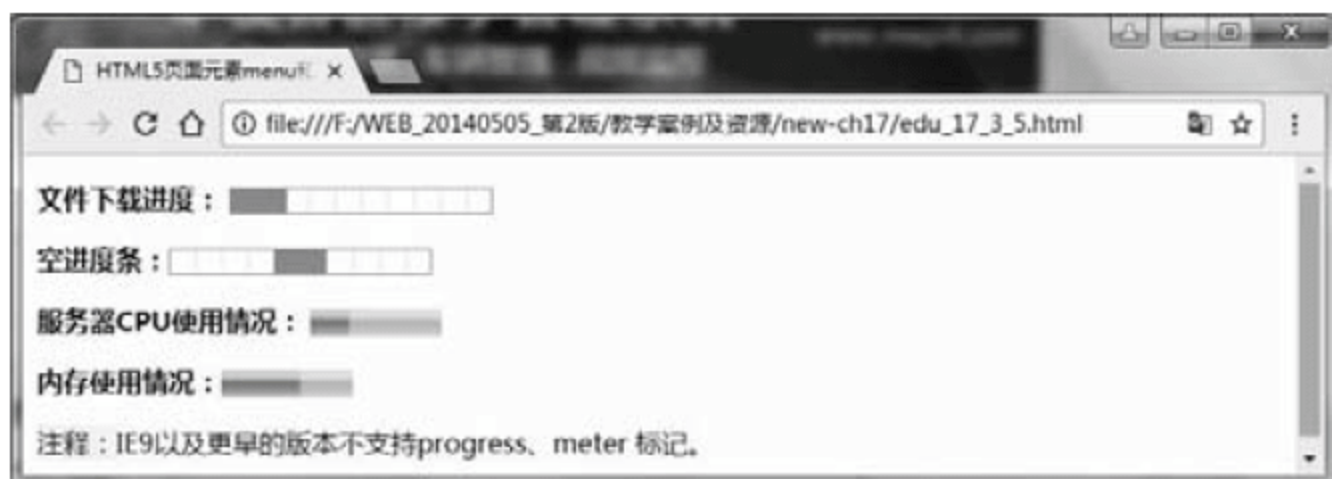 HTML5页面元素menu和
file:///F:/WEB_20140505_第2版/教学案例及资源/new-ch17/edu_17_3_5.html
文件下载进度：
空进度条：
服务器CPU使用情况：
内存使用情况：
注释：IE9以及更早的版本不支持progress、meter 标记。